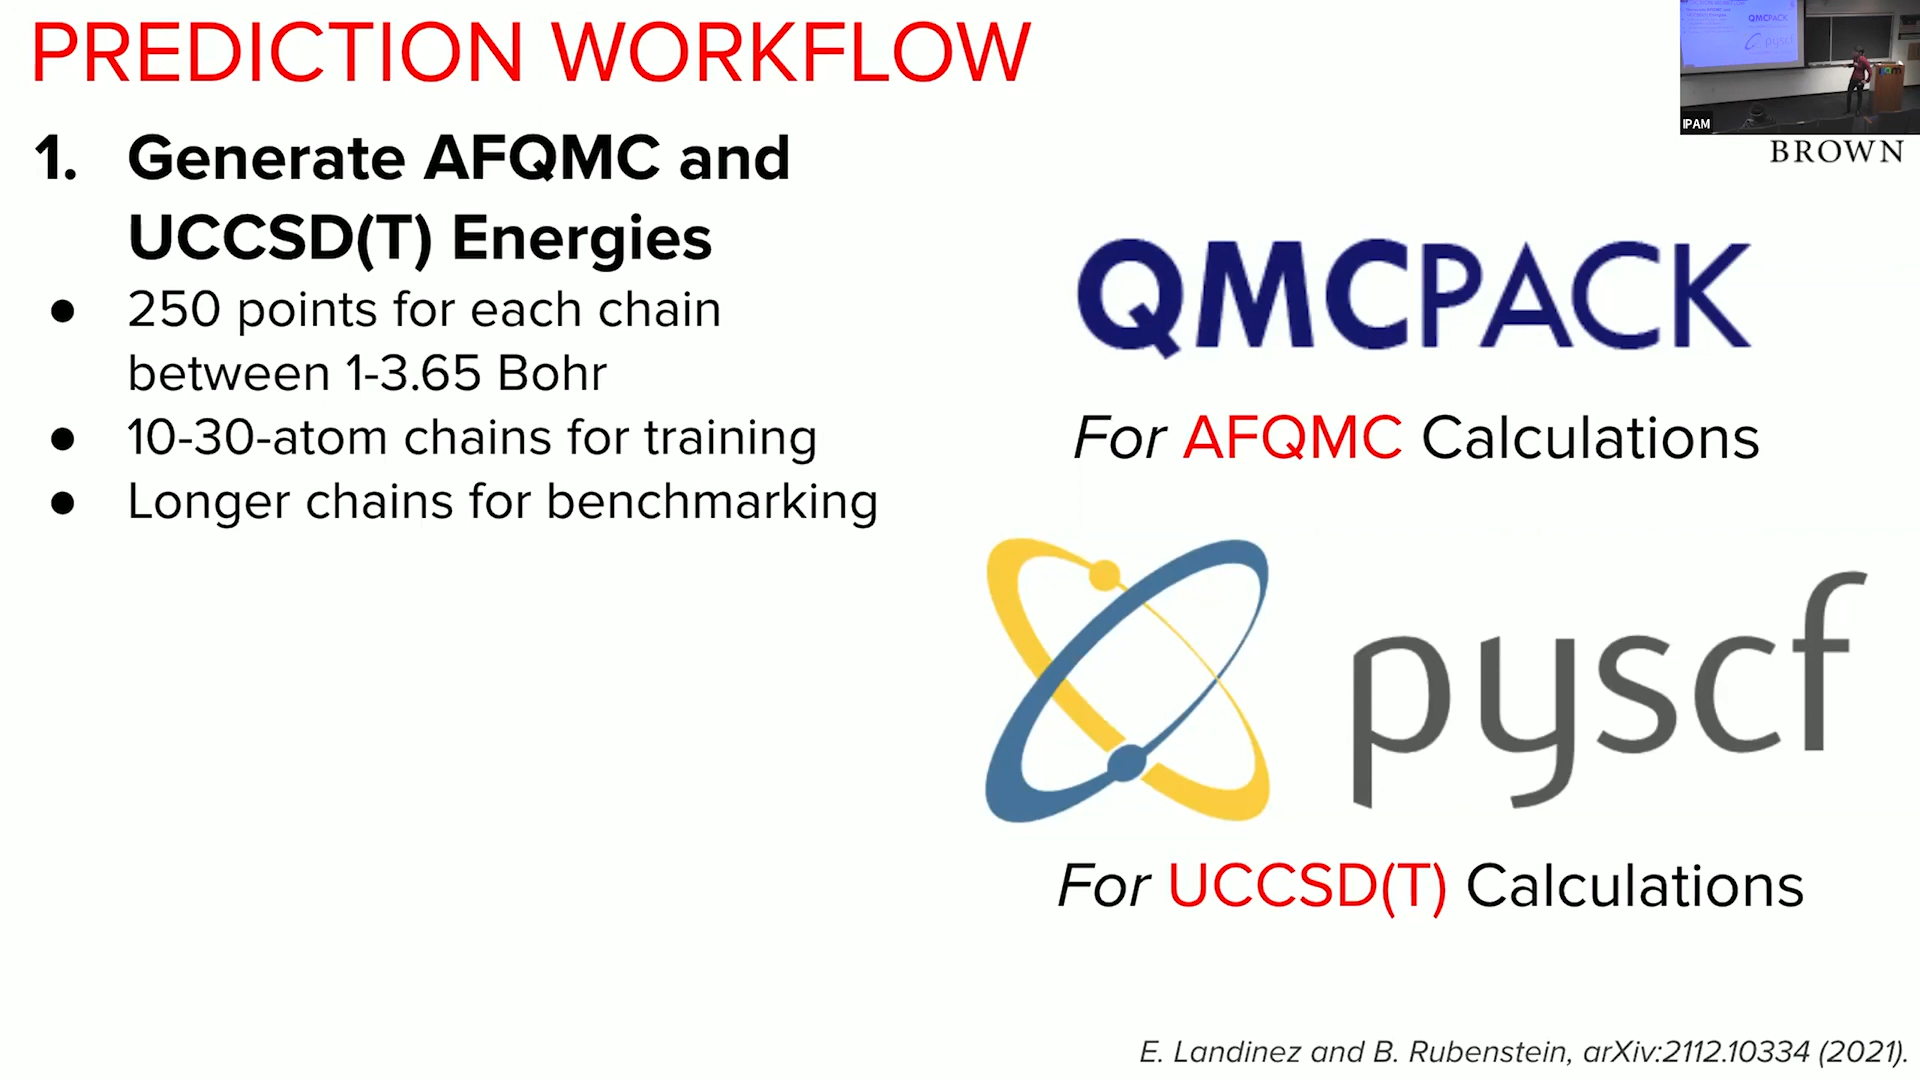 PREDICTION WORKFLOW
1. Generate AFQMC and
UCCSD(T) Energies
● 250 points for each chain
between 1-3.65 Bohr
● 10-30-atom chains for training
● Longer chains for benchmarking
QMCPACK
pyscf
IPAM
BROWN
QMCPACK
For AFQMC Calculations
pyscf
For UCCSD(T) Calculations
E. Landinez and B. Rubenstein, arXiv:2112.10334 (2021).